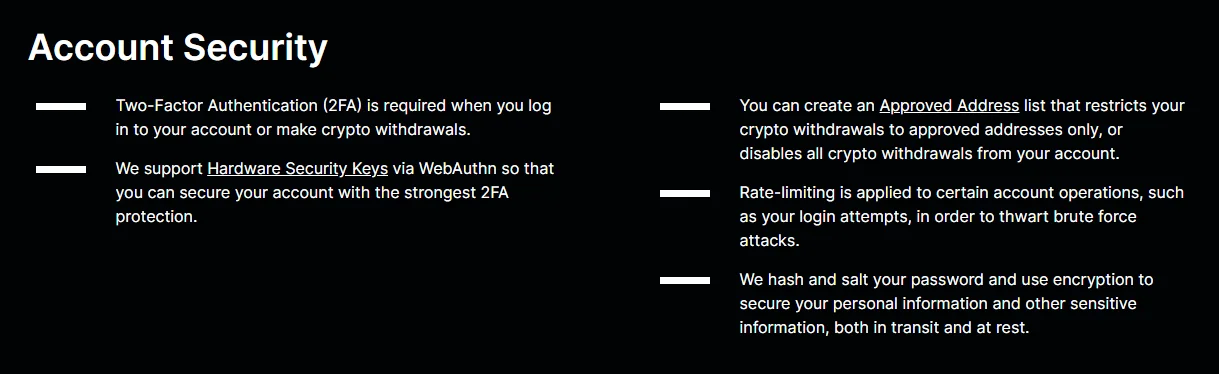 Account Security
Two-Factor Authentication (2FA) is required when you log
in to your account or make crypto withdrawals.
We support Hardware Security Keys via WebAuthn so that
you can secure your account with the strongest 2FA
protection.
You can create an Approved Address list that restricts your
crypto withdrawals to approved addresses only, or
disables all crypto withdrawals from your account.
Rate-limiting is applied to certain account operations, such
as your login attempts, in order to thwart brute force
attacks.
We hash and salt your password and use encryption to
secure your personal information and other sensitive
information, both in transit and at rest.